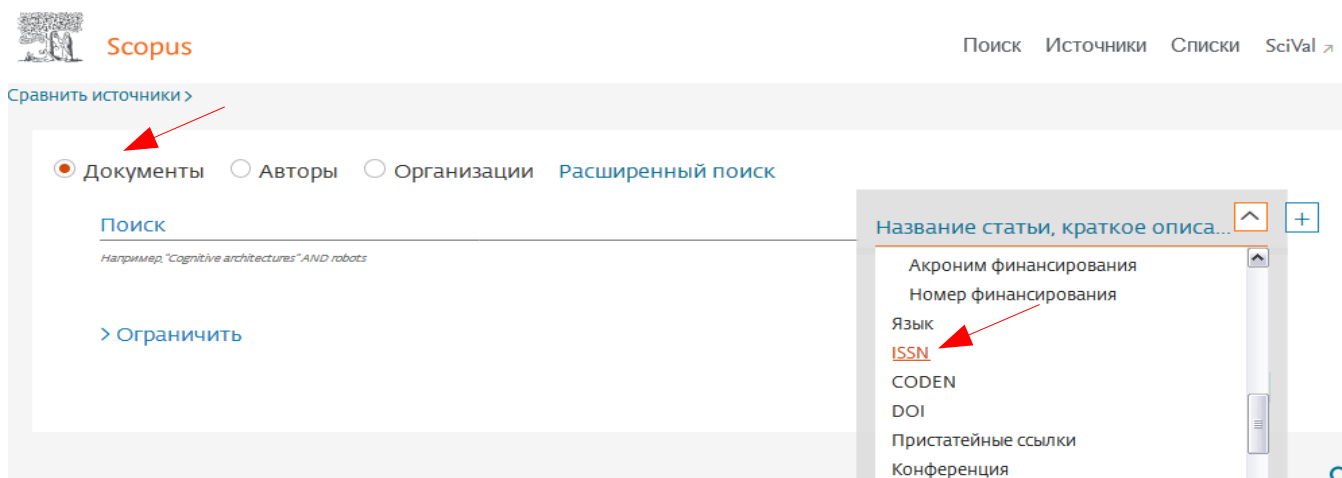 Scopus
Поиск Источники Списки SciVal
Сравнить источники >
Документы Авторы Организации Расширенный поиск
Поиск
Например, "Cognitive architectures" AND robots
> Ограничить
Название статьи, краткое описа...
Акроним финансирования
Номер финансирования
Язык
ISSN
CODEN
DOI
Пристатейные ссылки
Конференция